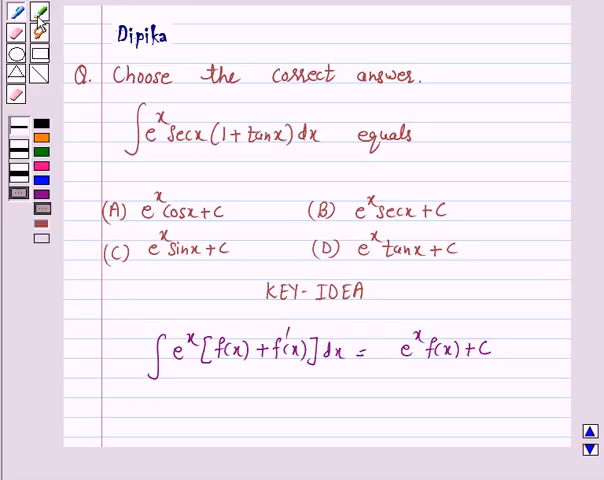 Dipika
Q. Choose the correct answer.
∫e^x secx(1+tanx)dx equals
(A) e^x cosx+C (B) e^x secx+C
(C) e^x sinx+C (D) e^x tanx+C
KEY-IDEA
∫e^x[f(x)+f'(x)]dx = e^x f(x)+C